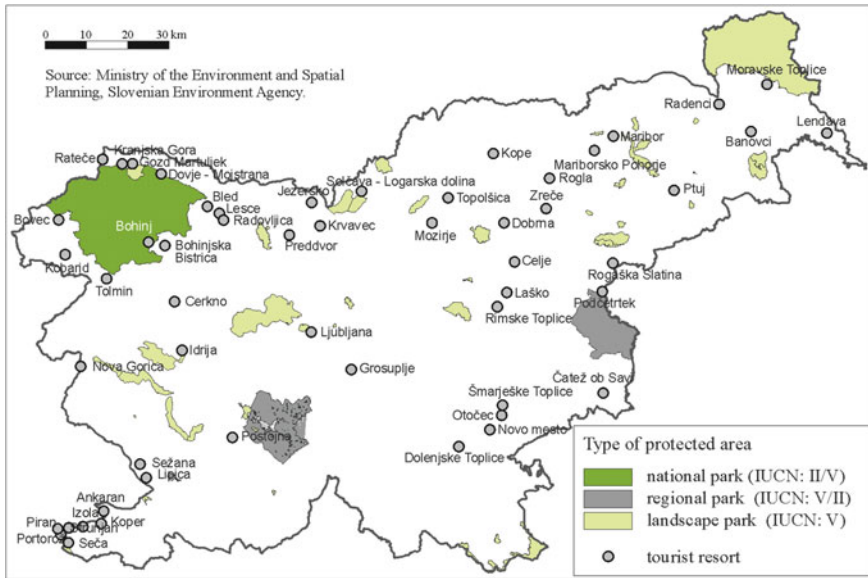 0 10 20 30 km
Source: Ministry of the Environment and Spatial
Planning, Slovenian Environment Agency.
Moravske Toplice
Radenci
Lendava
Banovci
Maribor
Mariborsko Pohorje
Kope
Rogla
Ptuj
Zreče
Kranjska Gora
Rateče
Gozd Martuljek
Dovje - Mojstrana
Solčava - Logarska dolina
Jezersko
Topolšica
Bled
Lesce
Radovljica
Krvavec
Mozirje
Dobrna
Bovec
Bohinj
Bohinjska
Bistrica
Preddvor
Kobarid
Celje
Rogaška Slatina
Tolmin
Laško
Podčetrtek
Cerkno
Rimske Toplice
Ljubljana
Idrija
Nova Gorica
Grosuplje
Čatež ob Savi
Šmarješke Toplice
Otočec
Postojna
Novo mesto
Dolenjske Toplice
Sežana
Lipica
Ankaran
Izola
Piran
Strunjan
Koper
Portorož
Seča
Type of protected area
national park (IUCN: II/V)
regional park (IUCN: V/II)
landscape park (IUCN: V)
tourist resort